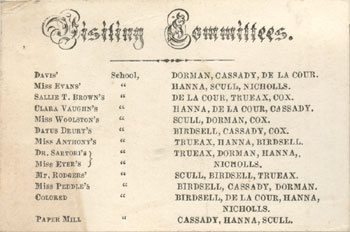 Visiting Committees.
DAVIS' School, DORMAN, CASSADY, DE LA COUR.
MISS EVANS' " HANNA, SCULL, NICHOLLS.
SALLIE T. BROWN'S " DE LA COUR, TRUEAX, COX.
CLARA VAUGHN'S " HANNA, DE LA COUR, CASSADY.
MISS WOOLSTON'S " SCULL, DORMAN, COX.
DATUS DRURY'S " BIRDSELL, CASSADY, COX.
MISS ANTHONY'S " TRUEAX, HANNA, BIRDSELL.
DR. SARTORI'S } " TRUEAX, DORMAN, HANNA,
MISS ETER'S } " NICHOLLS.
MR. RODGERS' " SCULL, BIRDSELL, TRUEAX.
MISS PEDDLE'S " BIRDSELL, CASSADY, DORMAN.
COLORED " BIRDSELL, DE LA COUR, HANNA,
NICHOLLS.
PAPER MILL " CASSADY, HANNA, SCULL.